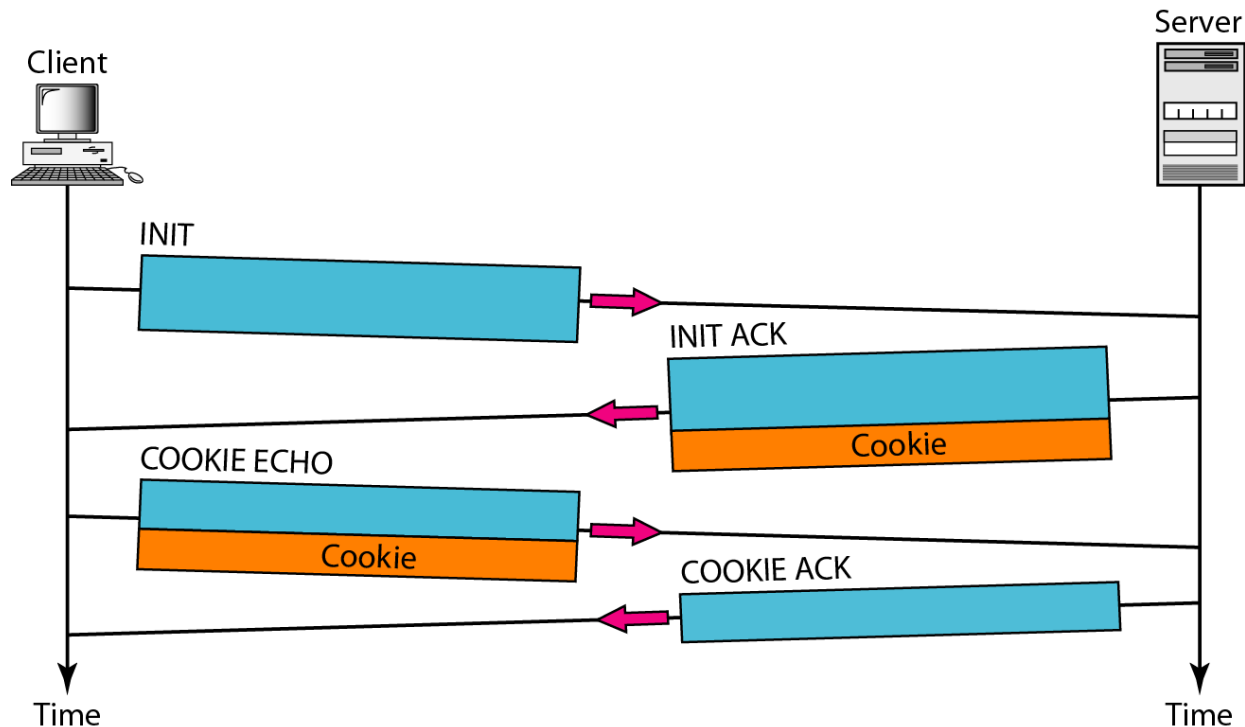 Server
Client
INIT
INIT ACK
Cookie
COOKIE ECHO
Cookie
COOKIE ACK
Time
Time